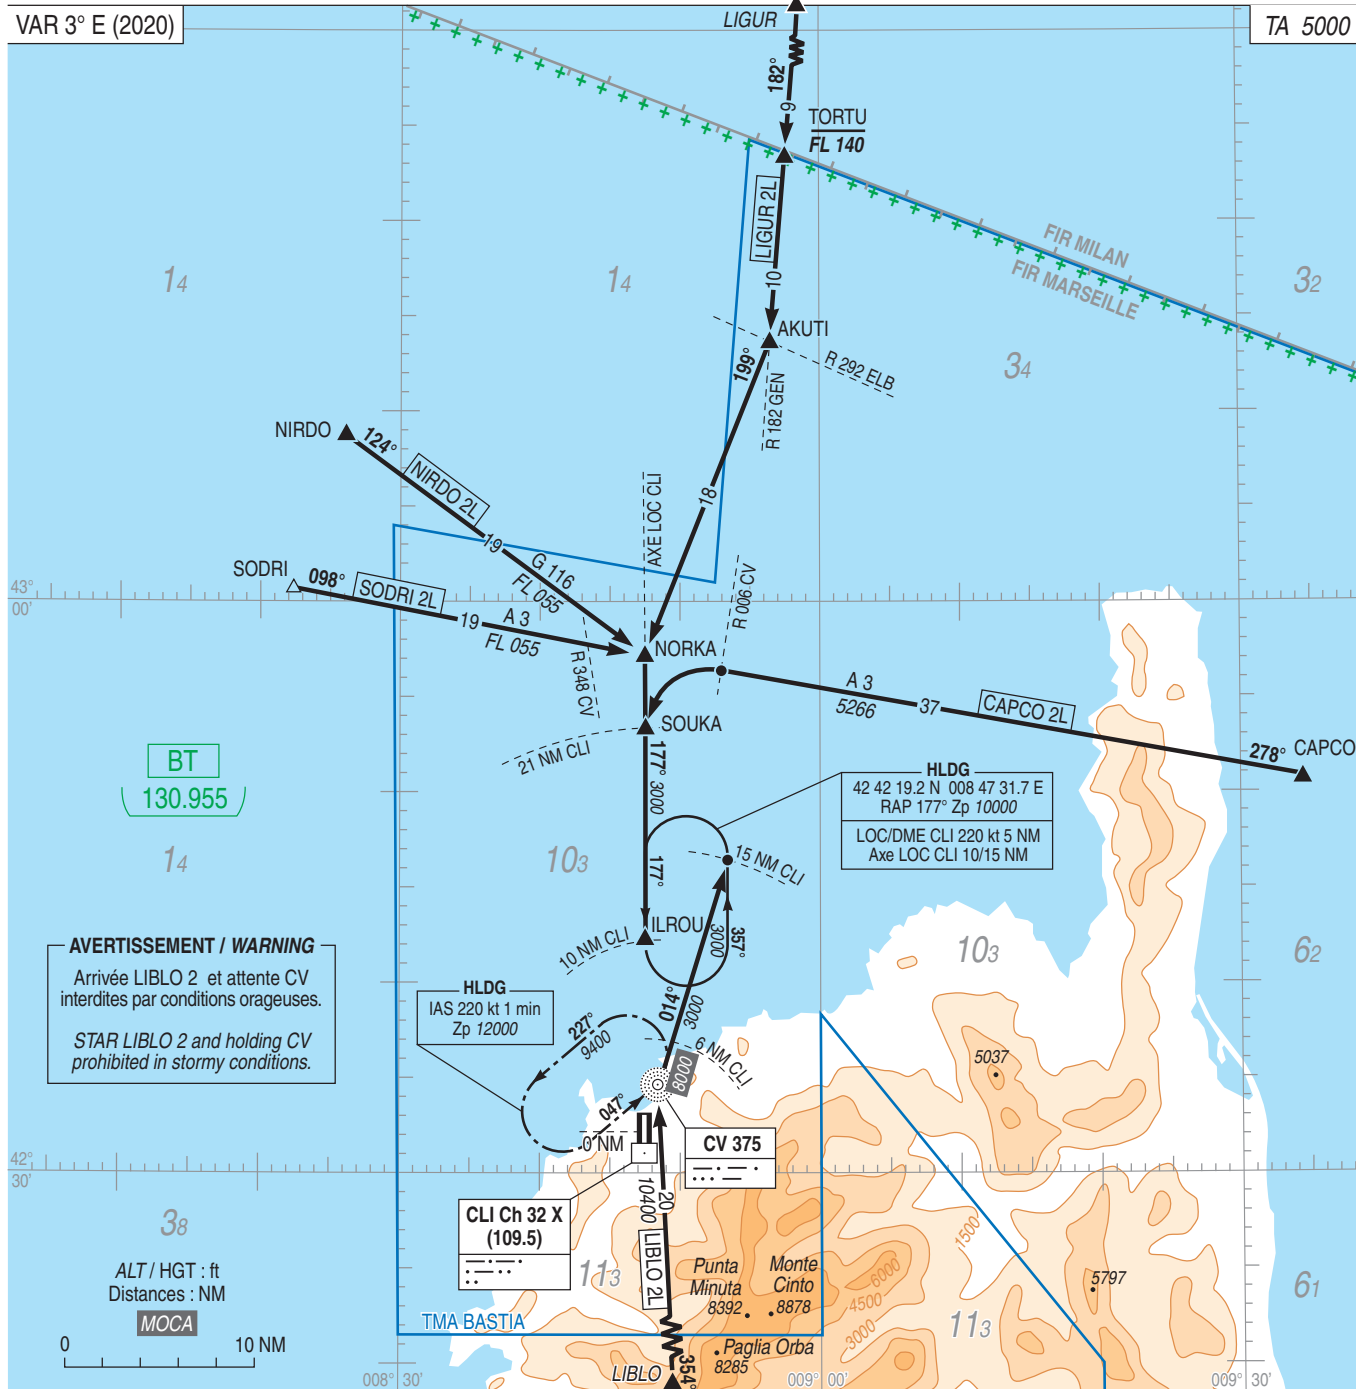 VAR 3° E (2020)
LIGUR
TA 5000
182°
9
TORTU
FL 140
LIGUR 2L
10
FIR MILAN
FIR MARSEILLE
14
14
32
AKUTI
199°
R 292 ELB
R 182 GEN
34
NIRDO
124°
NIRDO 2L
19
G 116
FL 055
AXE LOC CLI
18
SODRI
098°
SODRI 2L
19
A 3
FL 055
R 006 CV
43°
00'
NORKA
R 348 CV
A 3
5266
37
CAPCO 2L
278°
CAPCO
SOUKA
21 NM CLI
177°
3000
BT
130.955
HLDG
42 42 19.2 N 008 47 31.7 E
RAP 177° Zp 10000
LOC/DME CLI 220 kt 5 NM
Axe LOC CLI 10/15 NM
14
103
177°
15 NM CLI
ILROU
10 NM CLI
357°
3000
103
62
AVERTISSEMENT / WARNING
Arrivée LIBLO 2 et attente CV
interdites par conditions orageuses.
STAR LIBLO 2 and holding CV
prohibited in stormy conditions.
HLDG
IAS 220 kt 1 min
Zp 12000
014°
3000
227°
9400
6 NM CLI
8000
5037
047°
0 NM
CV 375
42°
30'
CLI Ch 32 X
(109.5)
20
10400
LIBLO 2L
38
113
1500
Punta
Minuta
8392
Monte
Cinto
8878
6000
4500
3000
5797
61
ALT / HGT : ft
Distances : NM
MOCA
0
10 NM
TMA BASTIA
113
Paglia Orba
8285
354°
LIBLO
008° 30'
009° 00'
009° 30'